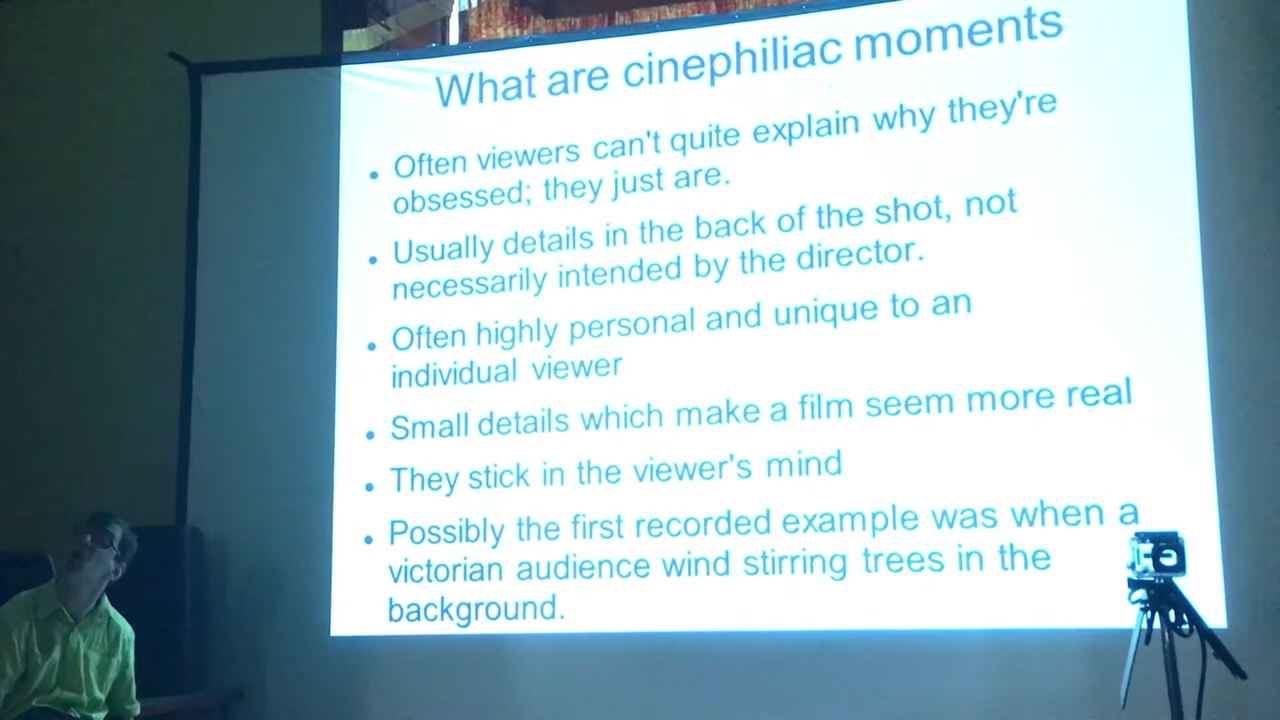 What are cinephiliac moments
• Often viewers can't quite explain why they're
obsessed; they just are.
• Usually details in the back of the shot, not
necessarily intended by the director.
• Often highly personal and unique to an
individual viewer
• Small details which make a film seem more real
• They stick in the viewer's mind
• Possibly the first recorded example was when a
victorian audience wind stirring trees in the
background.